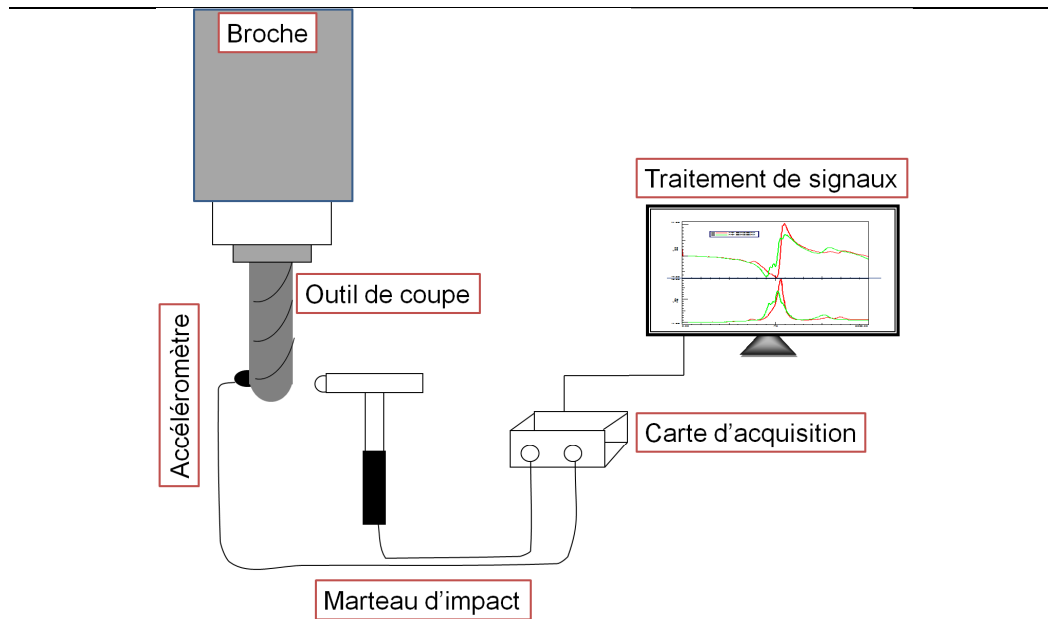 Broche
Traitement de signaux
Outil de coupe
Accéléromètre
Carte d'acquisition
Marteau d'impact